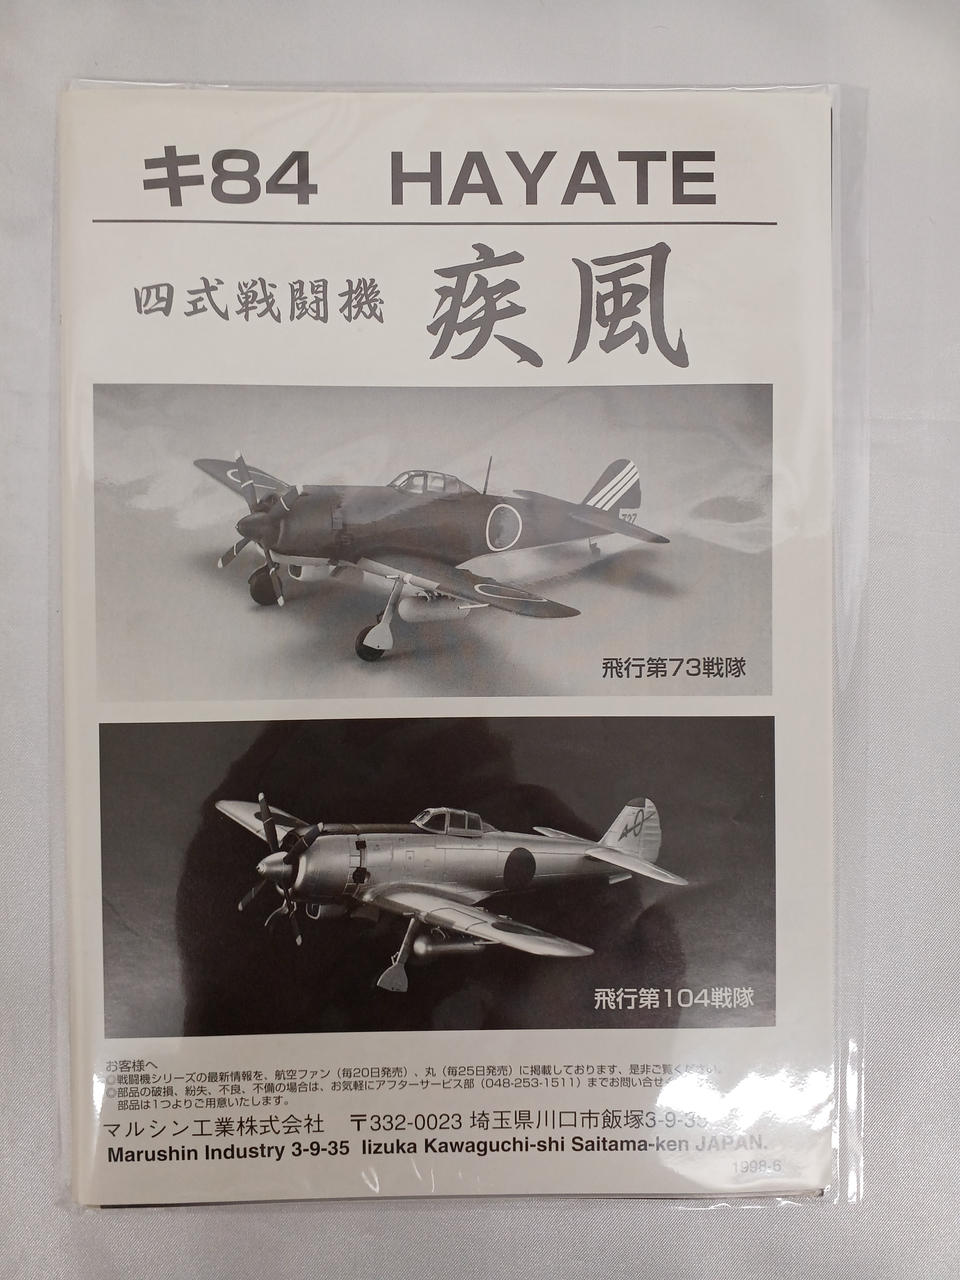 キ84 HAYATE
四式戦闘機 疾風
727
飛行第73戦隊
飛行第104戦隊
お客様へ
◎戦闘機シリーズの最新情報を、航空ファン（毎20日発売）、丸（毎25日発売）に掲載しております、是非ご覧ください。
◎部品の破損、紛失、不良、不備の場合は、お気軽にアフターサービス部（048-253-1511）までお問い合せ
部品は1つよりご用意いたします。
マルシン工業株式会社 〒332-0023 埼玉県川口市飯塚3-9-35
Marushin Industry 3-9-35 Iizuka Kawaguchi-shi Saitama-ken JAPAN.
1998-6